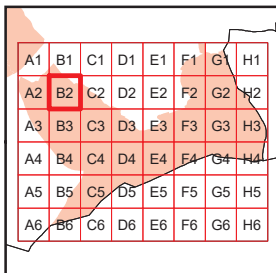 A1 B1 C1 D1 E1 F1 G1 H1
A2 B2 C2 D2 E2 F2 G2 H2
A3 B3 C3 D3 E3 F3 G3 H3
A4 B4 C4 D4 E4 F4 G4 H4
A5 B5 C5 D5 E5 F5 G5 H5
A6 B6 C6 D6 E6 F6 G6 H6